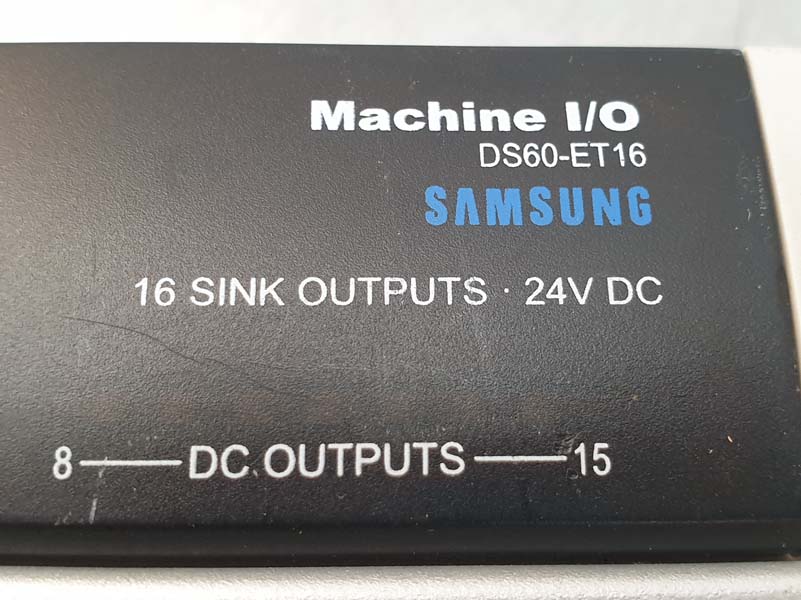 Machine I/O
DS60-ET16
SAMSUNG
16 SINK OUTPUTS · 24V DC
8 DC OUTPUTS 15